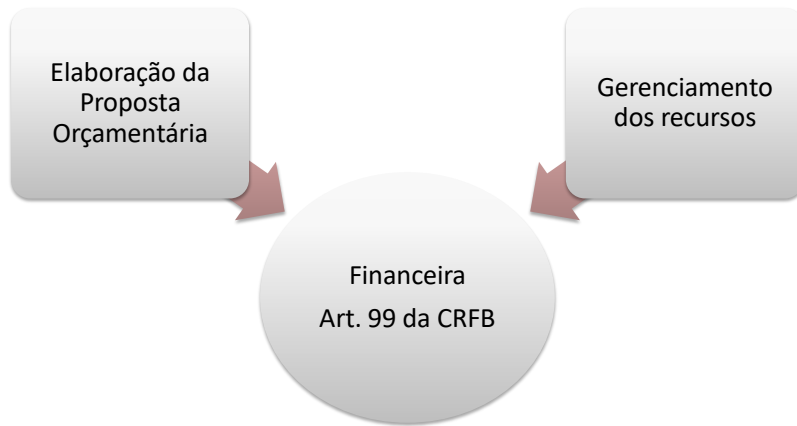 Elaboração da
Proposta
Orçamentária
Gerenciamento
dos recursos
Financeira
Art. 99 da CRFB